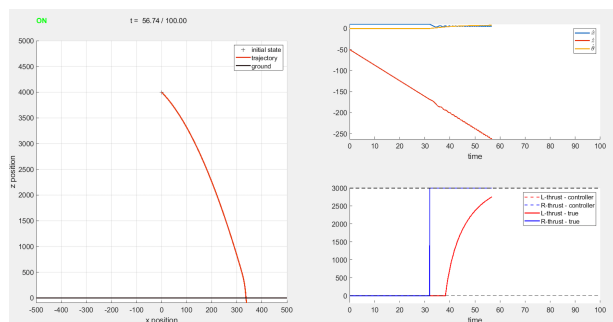 ON
t = 56.74 / 100.00
initial state
trajectory
ground
5000
4500
4000
3500
3000
2500
2000
1500
1000
500
0
z position
-500 -400 -300 -200 -100 0 100 200 300 400 500
x position
0
-50
-100
-150
-200
-250
0 10 20 30 40 50 60 70 80 90 100
time
3000
2500
2000
1500
1000
500
0
L-thrust - controller
R-thrust - controller
L-thrust - true
R-thrust - true
0 10 20 30 40 50 60 70 80 90 100
time